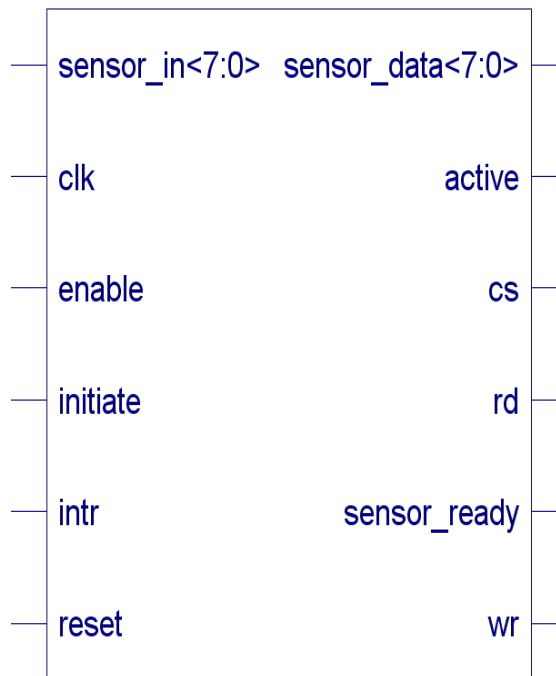 sensor_in<7:0> sensor_data<7:0>
clk active
enable cs
initiate rd
intr sensor_ready
reset wr